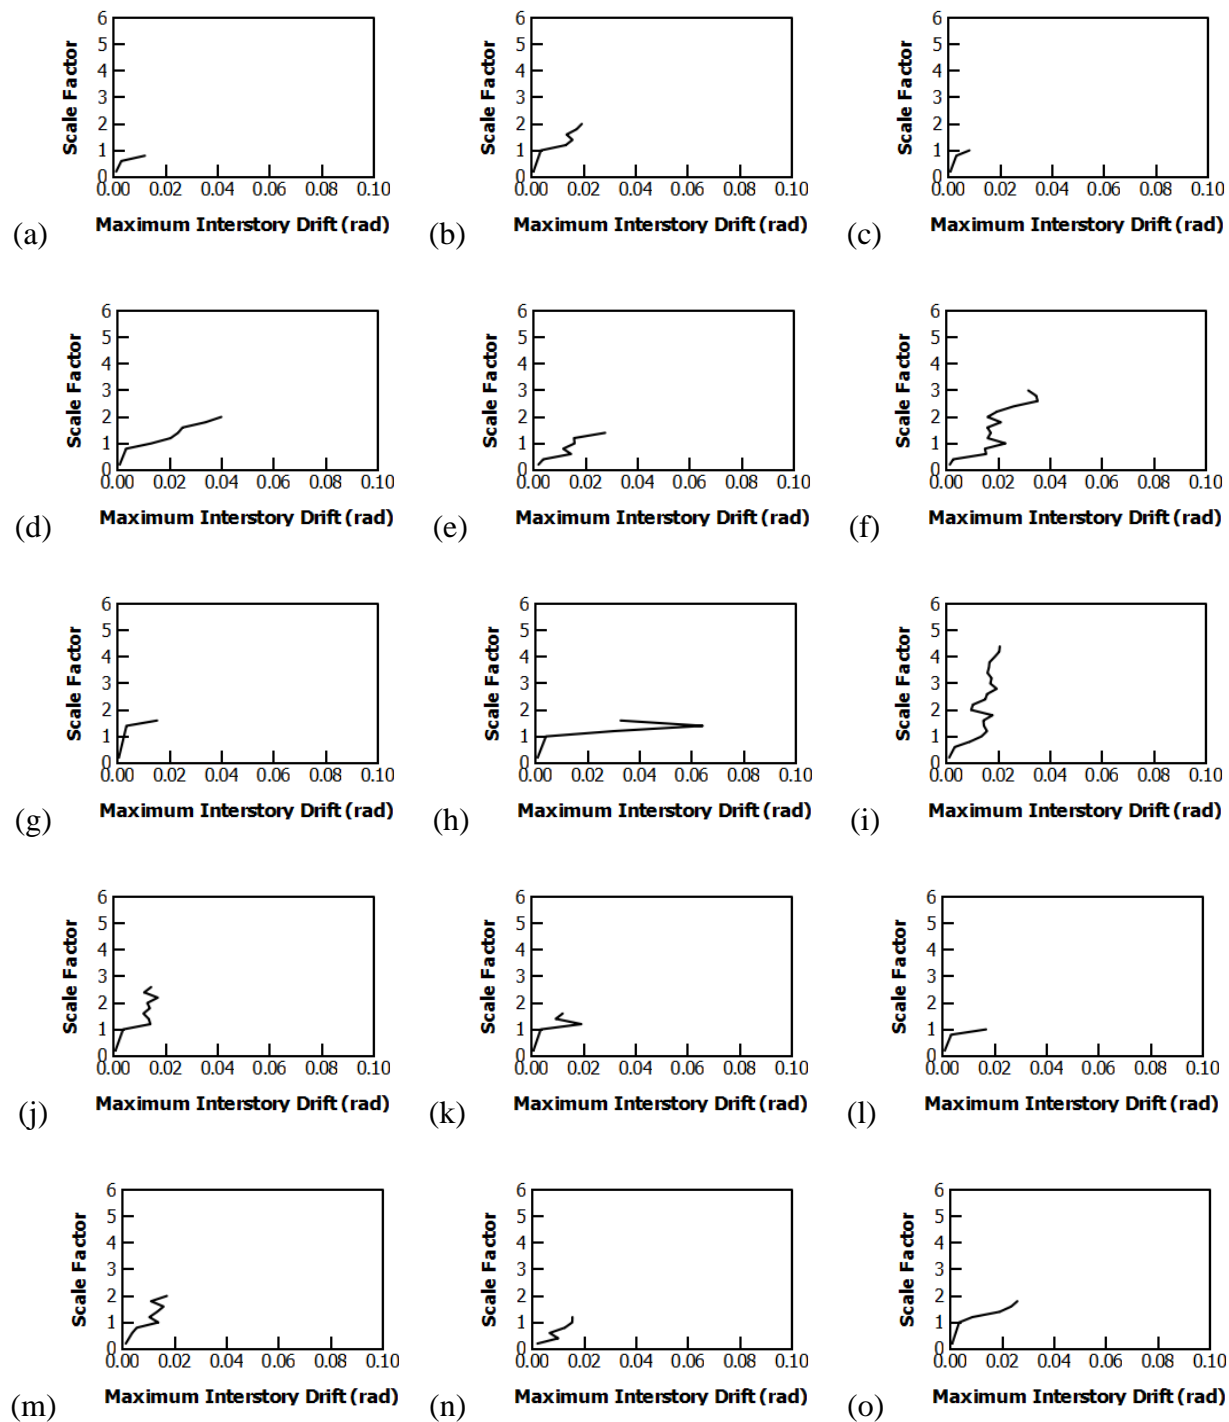 Scale Factor
6
5
4
3
2
1
0
0.00 0.02 0.04 0.06 0.08 0.10
(a) Maximum Interstory Drift (rad)
Scale Factor
6
5
4
3
2
1
0
0.00 0.02 0.04 0.06 0.08 0.10
(b) Maximum Interstory Drift (rad)
Scale Factor
6
5
4
3
2
1
0
0.00 0.02 0.04 0.06 0.08 0.10
(c) Maximum Interstory Drift (rad)
Scale Factor
6
5
4
3
2
1
0
0.00 0.02 0.04 0.06 0.08 0.10
(d) Maximum Interstory Drift (rad)
Scale Factor
6
5
4
3
2
1
0
0.00 0.02 0.04 0.06 0.08 0.10
(e) Maximum Interstory Drift (rad)
Scale Factor
6
5
4
3
2
1
0
0.00 0.02 0.04 0.06 0.08 0.10
(f) Maximum Interstory Drift (rad)
Scale Factor
6
5
4
3
2
1
0
0.00 0.02 0.04 0.06 0.08 0.10
(g) Maximum Interstory Drift (rad)
Scale Factor
6
5
4
3
2
1
0
0.00 0.02 0.04 0.06 0.08 0.10
(h) Maximum Interstory Drift (rad)
Scale Factor
6
5
4
3
2
1
0
0.00 0.02 0.04 0.06 0.08 0.10
(i) Maximum Interstory Drift (rad)
Scale Factor
6
5
4
3
2
1
0
0.00 0.02 0.04 0.06 0.08 0.10
(j) Maximum Interstory Drift (rad)
Scale Factor
6
5
4
3
2
1
0
0.00 0.02 0.04 0.06 0.08 0.10
(k) Maximum Interstory Drift (rad)
Scale Factor
6
5
4
3
2
1
0
0.00 0.02 0.04 0.06 0.08 0.10
(l) Maximum Interstory Drift (rad)
Scale Factor
6
5
4
3
2
1
0
0.00 0.02 0.04 0.06 0.08 0.10
(m) Maximum Interstory Drift (rad)
Scale Factor
6
5
4
3
2
1
0
0.00 0.02 0.04 0.06 0.08 0.10
(n) Maximum Interstory Drift (rad)
Scale Factor
6
5
4
3
2
1
0
0.00 0.02 0.04 0.06 0.08 0.10
(o) Maximum Interstory Drift (rad)